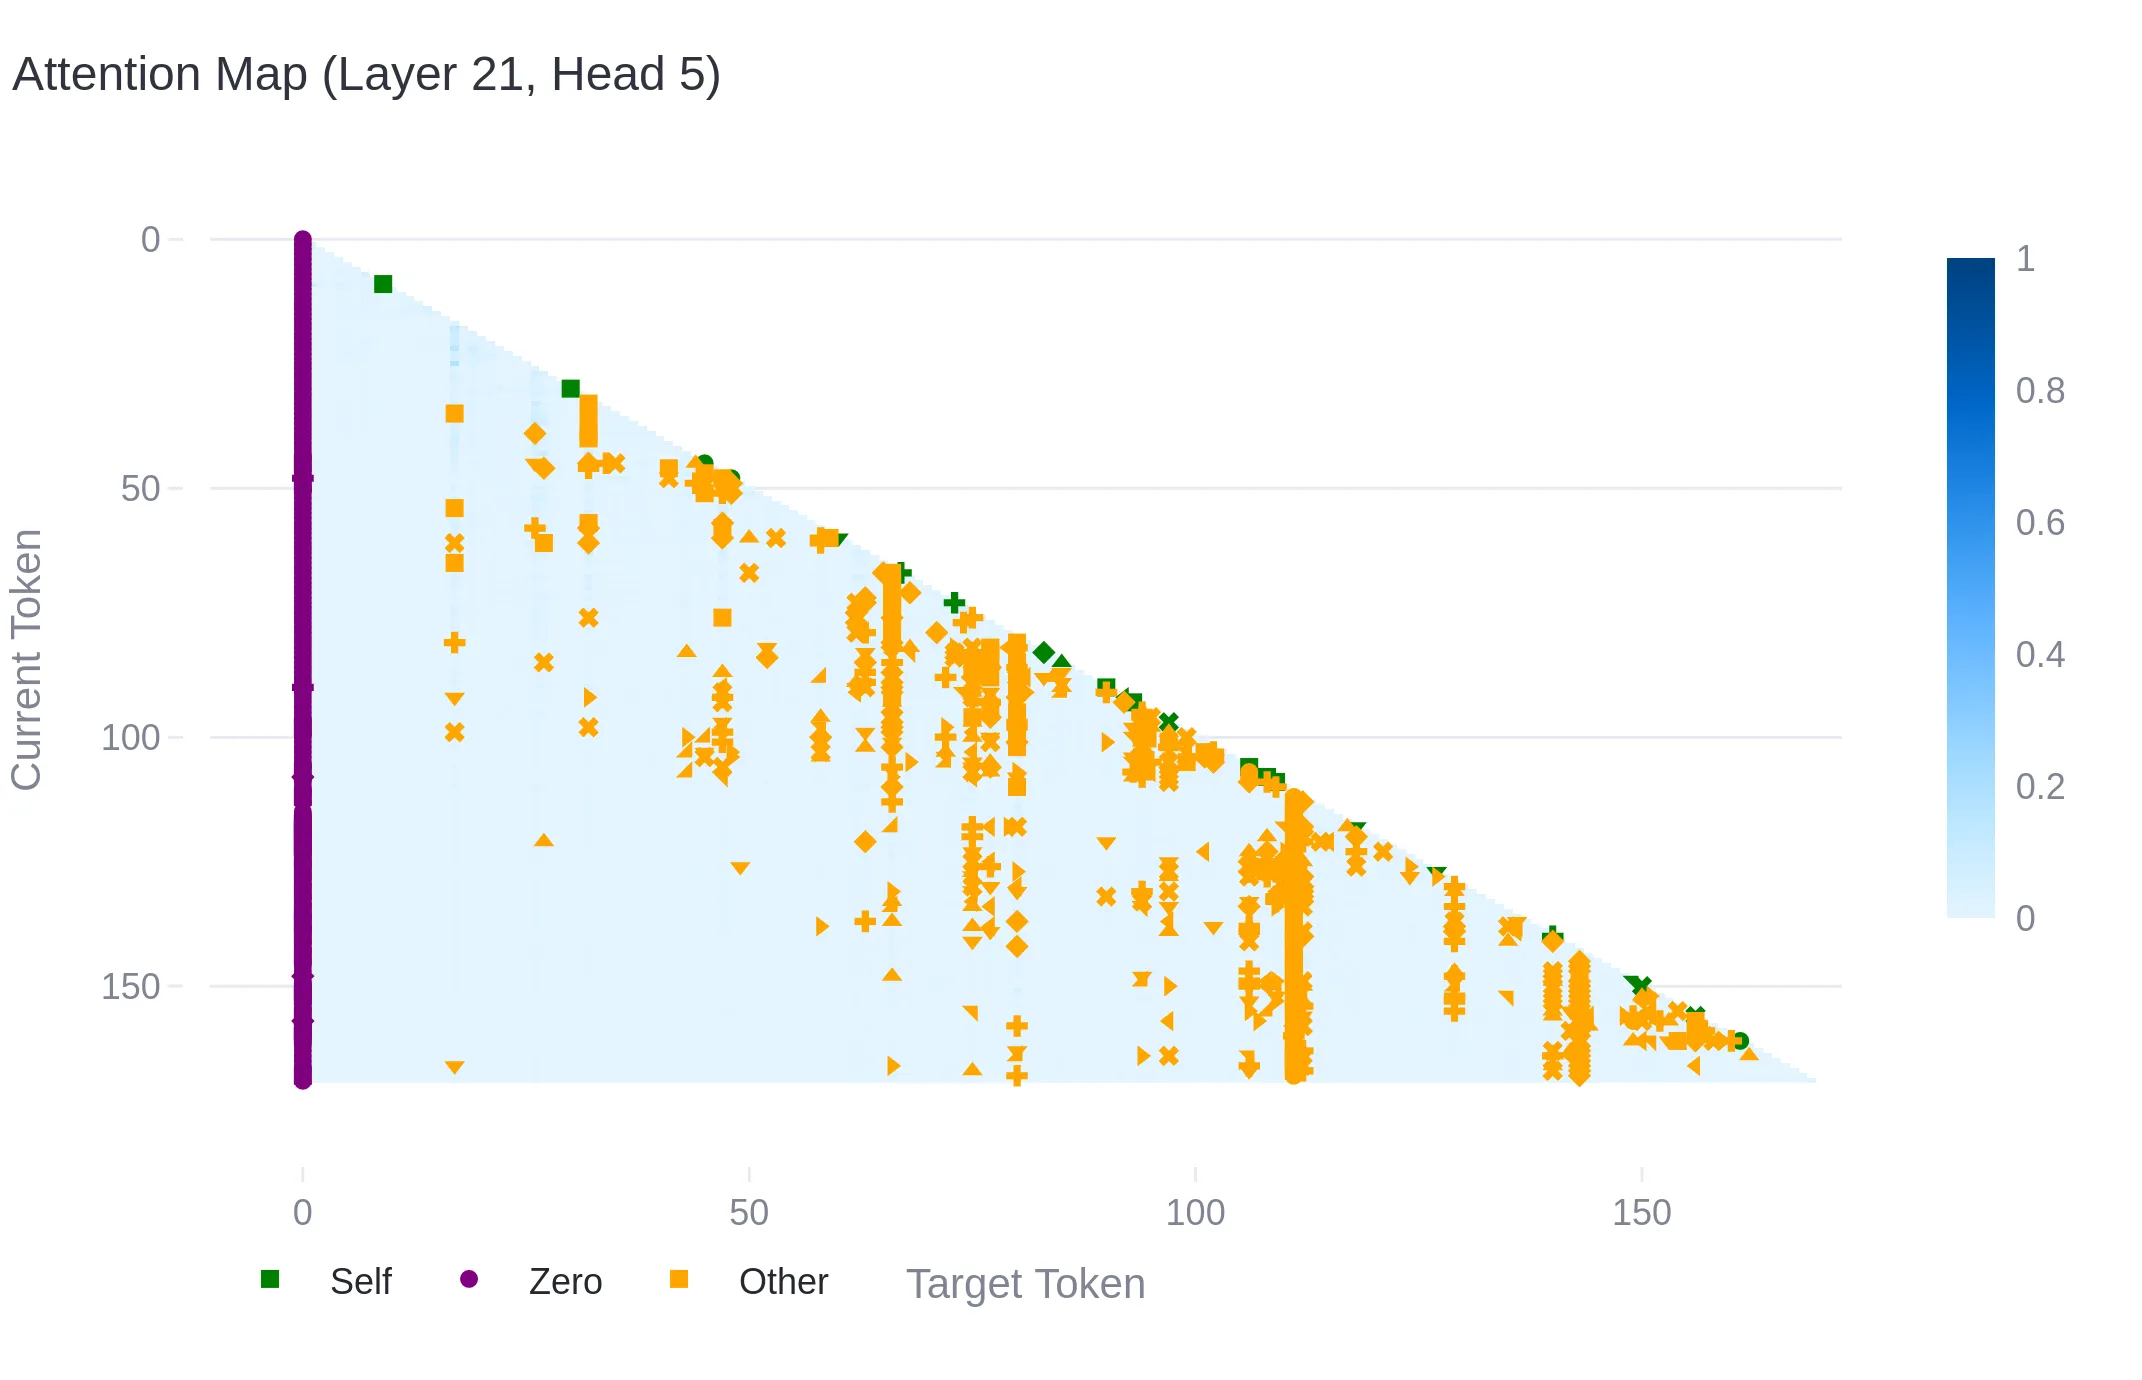 Attention Map (Layer 21, Head 5)
Current Token
0
50
100
150
1
0.8
0.6
0.4
0.2
0
0
50
100
150
Self
Zero
Other
Target Token